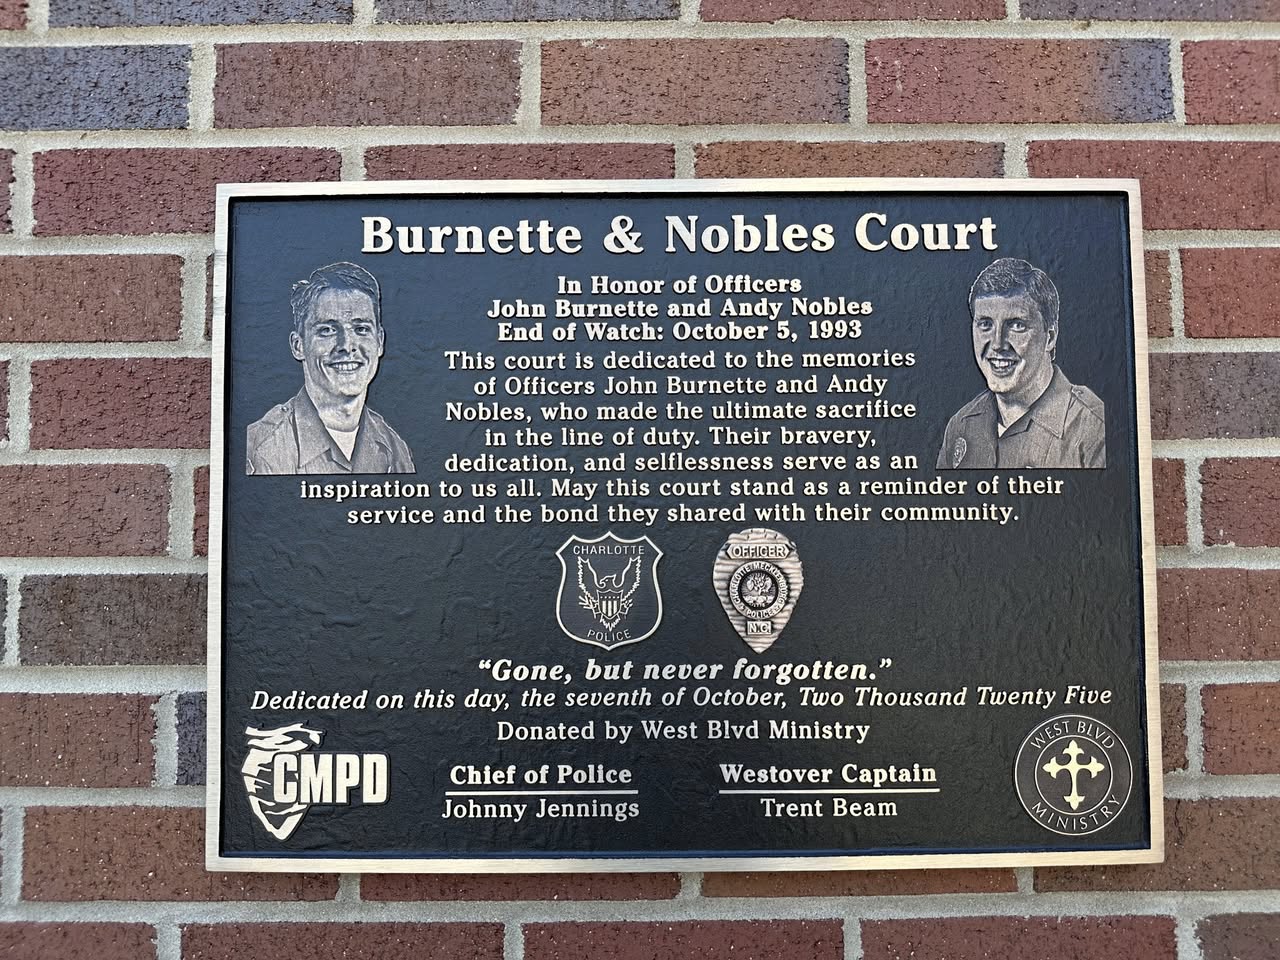 Burnette & Nobles Court
In Honor of Officers
John Burnette and Andy Nobles
End of Watch: October 5, 1993
This court is dedicated to the memories
of Officers John Burnette and Andy
Nobles, who made the ultimate sacrifice
in the line of duty. Their bravery,
dedication, and selflessness serve as an
inspiration to us all. May this court stand as a reminder of their
service and the bond they shared with their community.
CHARLOTTE
POLICE
OFFICER
CHARLOTTE MECKLENBURG
POLICE
N.C.
“Gone, but never forgotten.”
Dedicated on this day, the seventh of October, Two Thousand Twenty Five
Donated by West Blvd Ministry
CMPD
Chief of Police
Johnny Jennings
Westover Captain
Trent Beam
WEST BLVD
MINISTRY